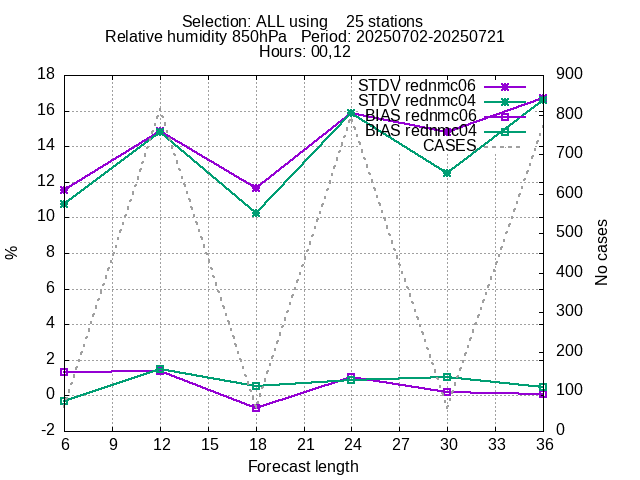 Selection: ALL using    25 stations
Relative humidity 850hPa   Period: 20250702-20250721
Hours: 00,12
STDV rednmc06
STDV rednmc04
BIAS rednmc06
BIAS rednmc04
CASES
18
16
14
12
10
8
6
4
2
0
-2
%
900
800
700
600
500
400
300
200
100
0
No cases
6 9 12 15 18 21 24 27 30 33 36
Forecast length